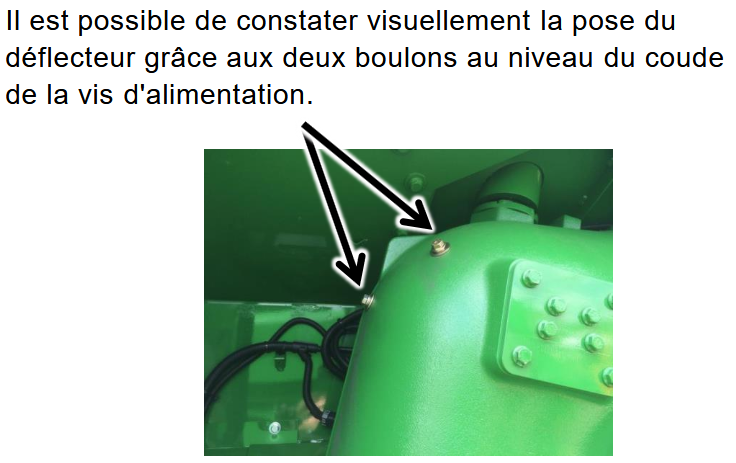 Il est possible de constater visuellement la pose du
déflecteur grâce aux deux boulons au niveau du coude
de la vis d'alimentation.